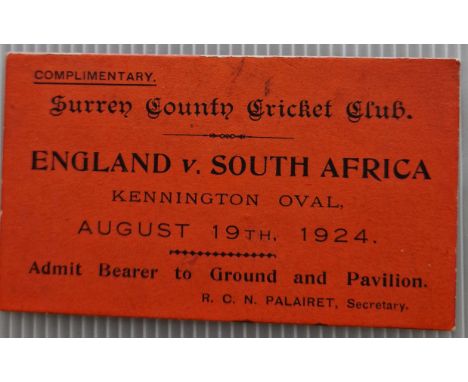 COMPLIMENTARY.
Surrey County Cricket Club.
ENGLAND v. SOUTH AFRICA
KENNINGTON OVAL,
AUGUST 19TH, 1924.
Admit Bearer to Ground and Pavilion.
R. C. N. PALAIRET, Secretary.